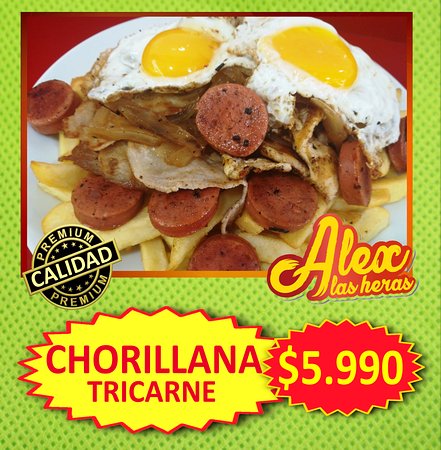 PREMIUM
CALIDAD
PREMIUM
Alex
las heras
CHORILLANA
TRICARNE
$5.990